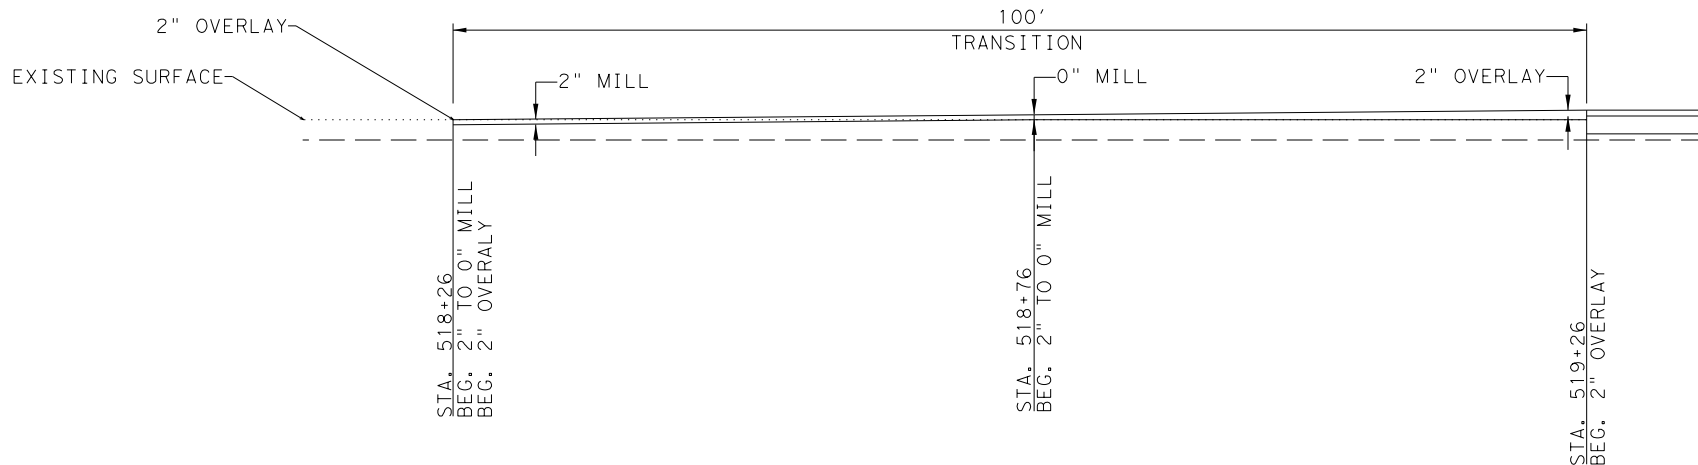 100'
2" OVERLAY
TRANSITION
EXISTING SURFACE
2" MILL
0" MILL
2" OVERLAY
STA. 518+26
BEG. 2" TO 0" MILL
BEG. 2" OVERALY
STA. 518+76
BEG. 2" TO 0" MILL
STA. 519+26
BEG. 2" OVERLAY